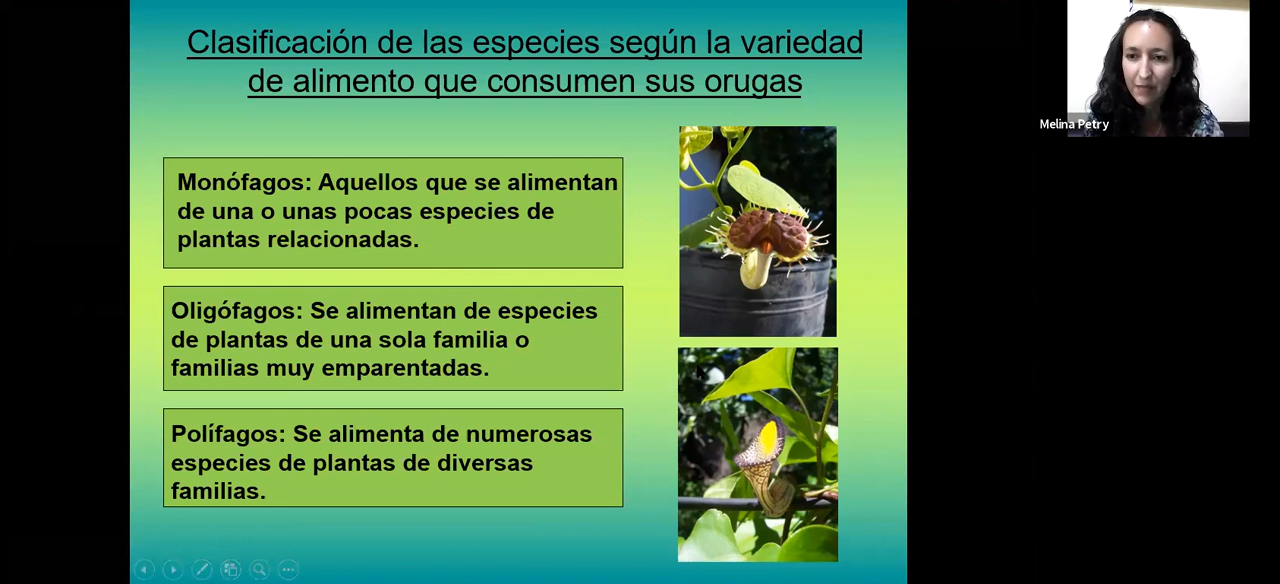 Clasificación de las especies según la variedad
de alimento que consumen sus orugas
Monófagos: Aquellos que se alimentan
de una o unas pocas especies de
plantas relacionadas.
Oligófagos: Se alimentan de especies
de plantas de una sola familia o
familias muy emparentadas.
Polífagos: Se alimenta de numerosas
especies de plantas de diversas
familias.
Melina Petry